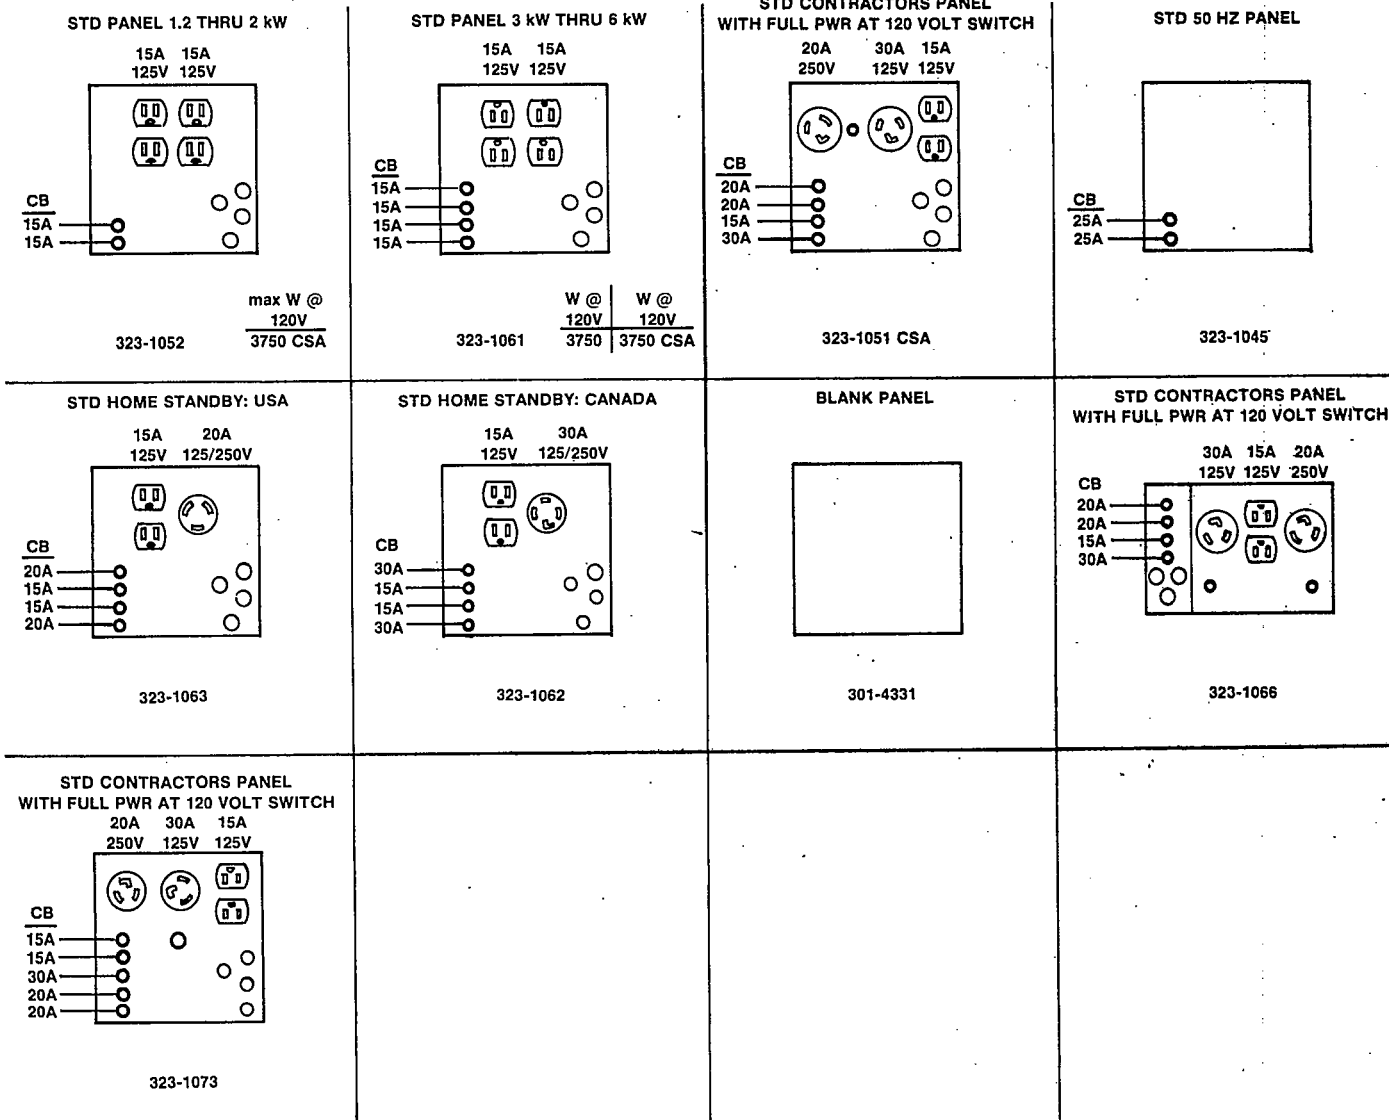 STD PANEL 1.2 THRU 2 kW
15A 15A
125V 125V
CB
15A
15A
max W @
120V
3750 CSA
323-1052
STD PANEL 3 kW THRU 6 kW
15A 15A
125V 125V
CB
15A
15A
15A
15A
W @ W @
120V 120V
3750 3750 CSA
323-1061
STD CONTRACTORS PANEL
WITH FULL PWR AT 120 VOLT SWITCH
20A 30A 15A
250V 125V 125V
CB
20A
20A
15A
30A
323-1051 CSA
STD 50 HZ PANEL
CB
25A
25A
323-1045
STD HOME STANDBY: USA
15A 20A
125V 125/250V
CB
20A
15A
15A
20A
323-1063
STD HOME STANDBY: CANADA
15A 30A
125V 125/250V
CB
30A
15A
15A
30A
323-1062
BLANK PANEL
301-4331
STD CONTRACTORS PANEL
WITH FULL PWR AT 120 VOLT SWITCH
30A 15A 20A
125V 125V 250V
CB
20A
20A
15A
30A
323-1066
STD CONTRACTORS PANEL
WITH FULL PWR AT 120 VOLT SWITCH
20A 30A 15A
250V 125V 125V
CB
15A
15A
30A
20A
20A
323-1073